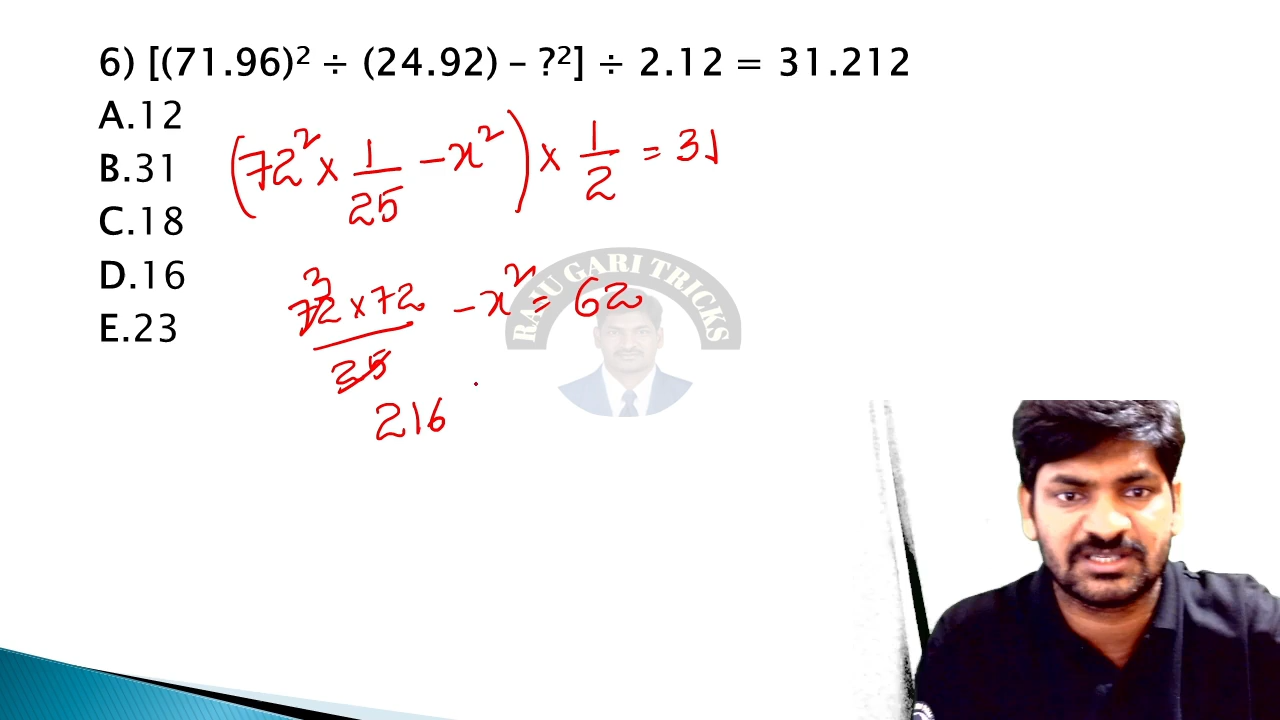 6) [(71.96)² ÷ (24.92) – ?²] ÷ 2.12 = 31.212
A.12
B.31
C.18
D.16
E.23
(72² × 1/25 – x²) × 1/2 = 31
3
72 × 72 / 25 – x² = 62
216
RAJU GARI TRICKS